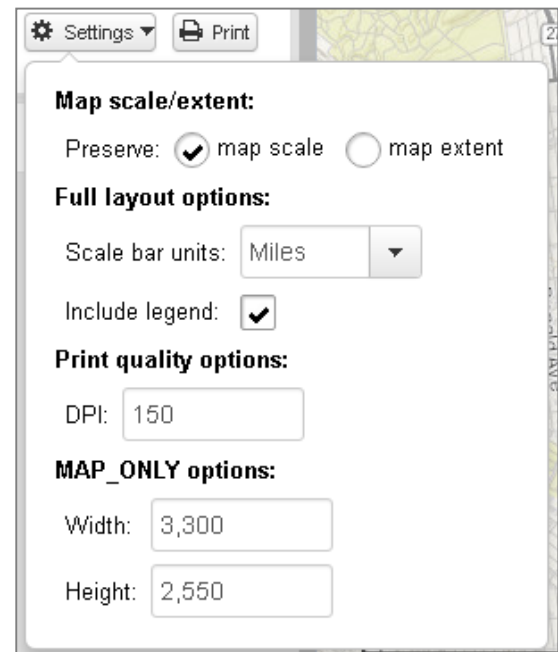 Settings Print
Map scale/extent:
Preserve: map scale map extent
Full layout options:
Scale bar units: Miles
Include legend:
Print quality options:
DPI: 150
MAP_ONLY options:
Width: 3,300
Height: 2,550